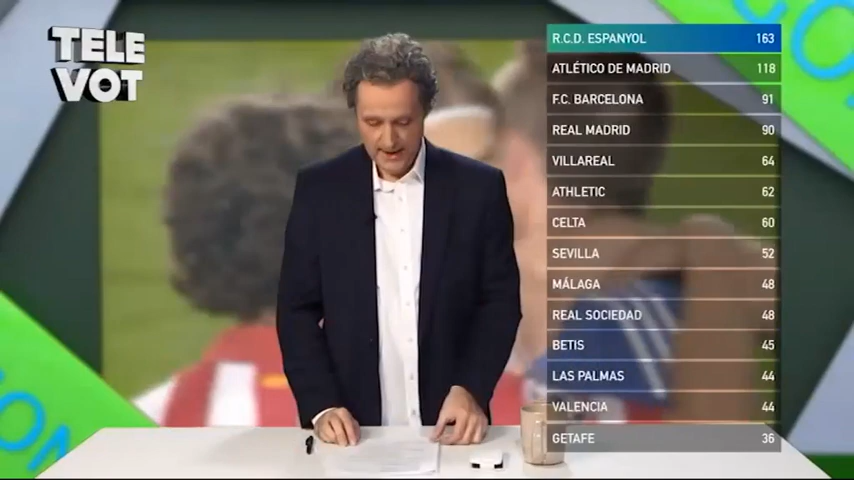 TELE
VOT
R.C.D. ESPANYOL 163
ATLÉTICO DE MADRID 118
F.C. BARCELONA 91
REAL MADRID 90
VILLAREAL 64
ATHLETIC 62
CELTA 60
SEVILLA 52
MÁLAGA 48
REAL SOCIEDAD 48
BETIS 45
LAS PALMAS 44
VALENCIA 44
GETAFE 36